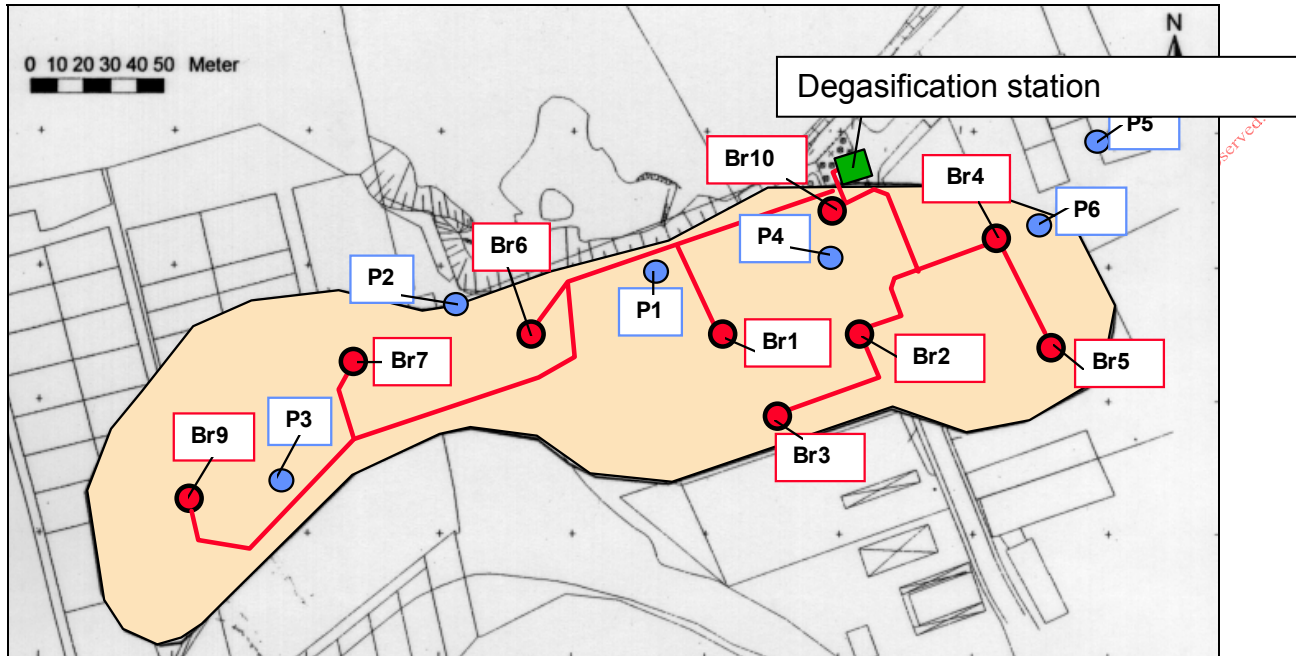 N
0 10 20 30 40 50 Meter
Degasification station
P5
served.
Br10
Br4
P6
P4
Br6
P2
P1
Br1
Br2
Br5
Br7
P3
Br9
Br3